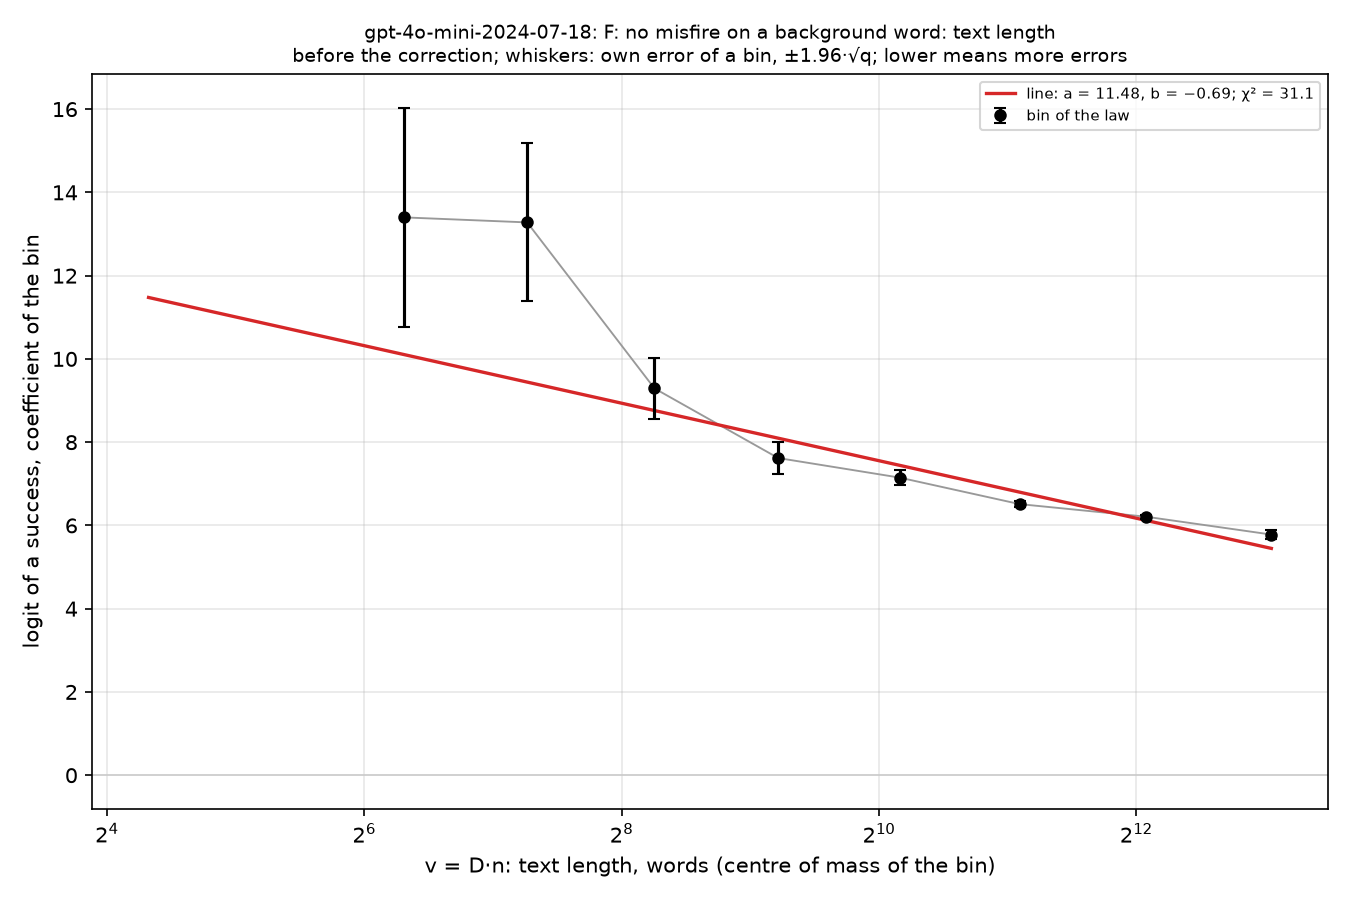 gpt-4o-mini-2024-07-18: F: no misfire on a background word: text length
before the correction; whiskers: own error of a bin, ±1.96·√q; lower means more errors
line: a = 11.48, b = −0.69; χ² = 31.1
bin of the law
logit of a success, coefficient of the bin
16
14
12
10
8
6
4
2
0
2⁴
2⁶
2⁸
2¹⁰
2¹²
v = D·n: text length, words (centre of mass of the bin)